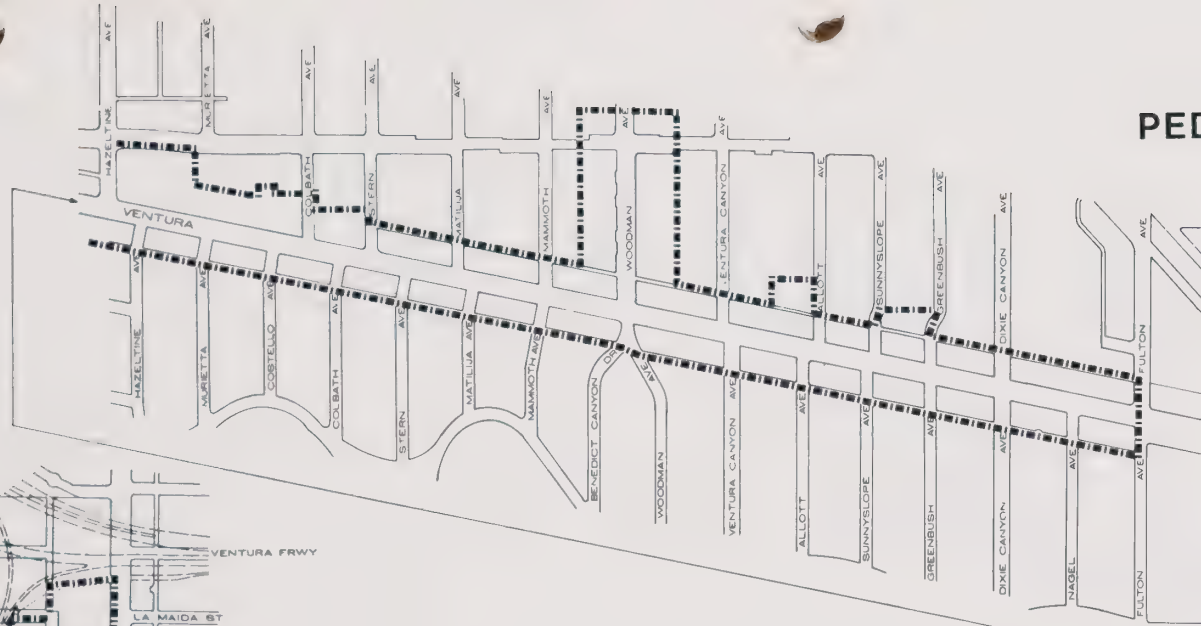 HAZELTINE AVE
MURIETTA AVE
COLBATH AVE
STERN AVE
MATILIJA AVE
MAMMOTH AVE
WOODMAN AVE
VENTURA CANYON AVE
ALLOTT AVE
SUNNYSLOPE AVE
GREENBUSH AVE
DIXIE CANYON AVE
FULTON AVE
PED
VENTURA
HAZELTINE AVE
MURIETA AVE
COSTELLO AVE
COLBATH AVE
STERN AVE
MATILIJA AVE
MAMMOTH AVE
BENEDICT CANYON DR
WOODMAN AVE
VENTURA CANYON AVE
ALLOTT AVE
SUNNYSLOPE AVE
GREENBUSH AVE
DIXIE CANYON AVE
NAGEL AVE
FULTON AVE
VENTURA FRWY
LA MAIDA ST